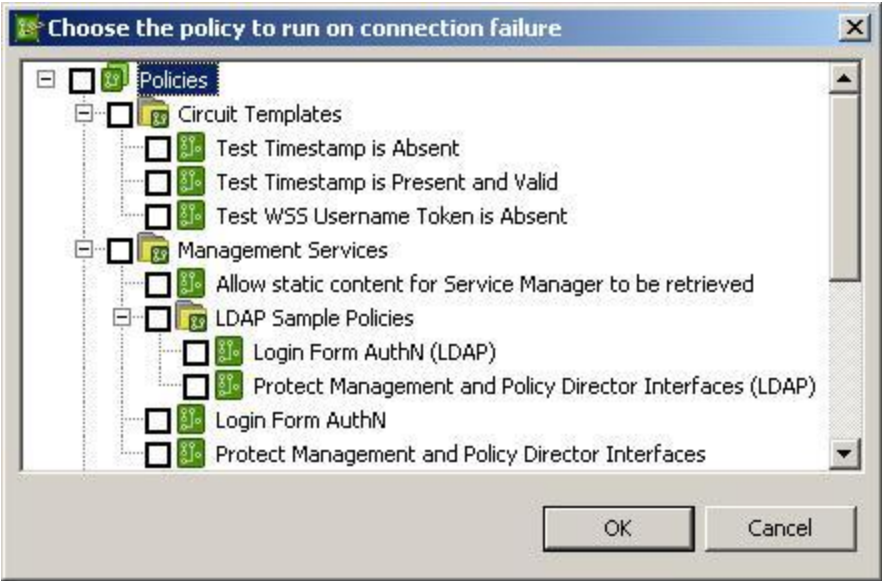 Choose the policy to run on connection failure
Policies
Circuit Templates
Test Timestamp is Absent
Test Timestamp is Present and Valid
Test WSS Username Token is Absent
Management Services
Allow static content for Service Manager to be retrieved
LDAP Sample Policies
Login Form AuthN (LDAP)
Protect Management and Policy Director Interfaces (LDAP)
Login Form AuthN
Protect Management and Policy Director Interfaces
OK Cancel